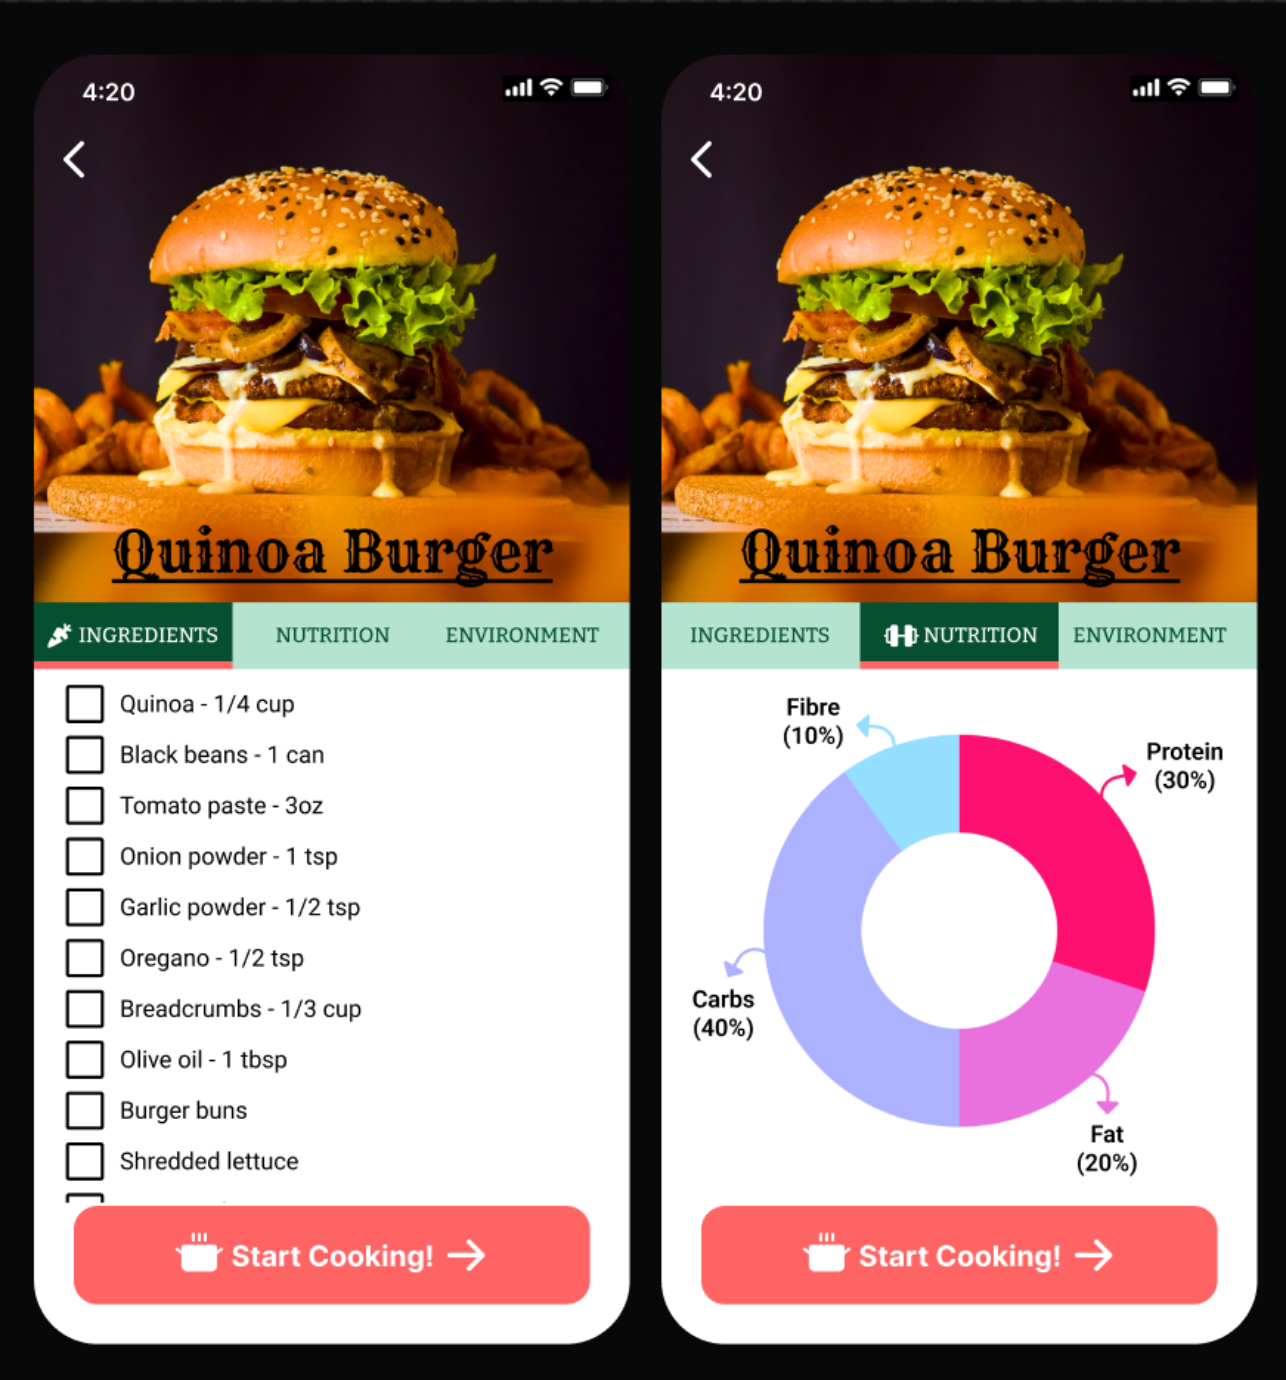 4:20
Quinoa Burger
INGREDIENTS NUTRITION ENVIRONMENT
Quinoa - 1/4 cup
Black beans - 1 can
Tomato paste - 3oz
Onion powder - 1 tsp
Garlic powder - 1/2 tsp
Oregano - 1/2 tsp
Breadcrumbs - 1/3 cup
Olive oil - 1 tbsp
Burger buns
Shredded lettuce
Start Cooking!
4:20
Quinoa Burger
INGREDIENTS NUTRITION ENVIRONMENT
Fibre
(10%)
Protein
(30%)
Carbs
(40%)
Fat
(20%)
Start Cooking!